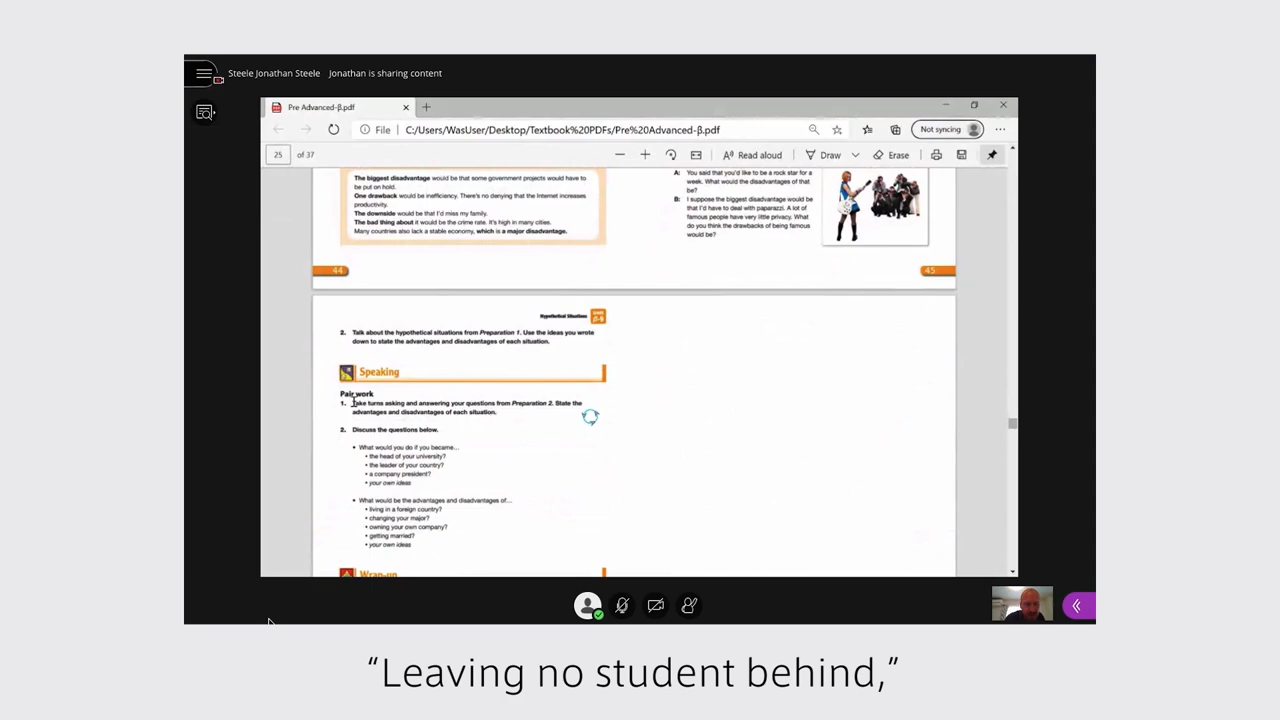 Steele Jonathan Steele Jonathan is sharing content
Pre Advanced-β.pdf
File C:/Users/WasUser/Desktop/Textbook%20PDFs/Pre%20Advanced-β.pdf
Not syncing
25 of 37
Read aloud
Draw
Erase
The biggest disadvantage would be that some government projects would have to
be put on hold.
One drawback would be inefficiency. There's no denying that the Internet increases
productivity.
The downside would be that I'd miss my family.
The bad thing about it would be the crime rate. It's high in many cities.
Many countries also lack a stable economy, which is a major disadvantage.
44
A: You said that you'd like to be a rock star for a
week. What would the disadvantages of that
be?
B: I suppose the biggest disadvantage would be
that I'd have to deal with paparazzi. A lot of
famous people have very little privacy. What
do you think the drawbacks of being famous
would be?
45
Hypothetical Situations
2. Talk about the hypothetical situations from Preparation 1. Use the ideas you wrote
down to state the advantages and disadvantages of each situation.
Speaking
Pair work
1. Take turns asking and answering your questions from Preparation 2. State the
advantages and disadvantages of each situation.
2. Discuss the questions below.
• What would you do if you became...
• the head of your university?
• the leader of your country?
• a company president?
• your own ideas
• What would be the advantages and disadvantages of...
• living in a foreign country?
• changing your major?
• owning your own company?
• getting married?
• your own ideas
Wrap-up
“Leaving no student behind,”